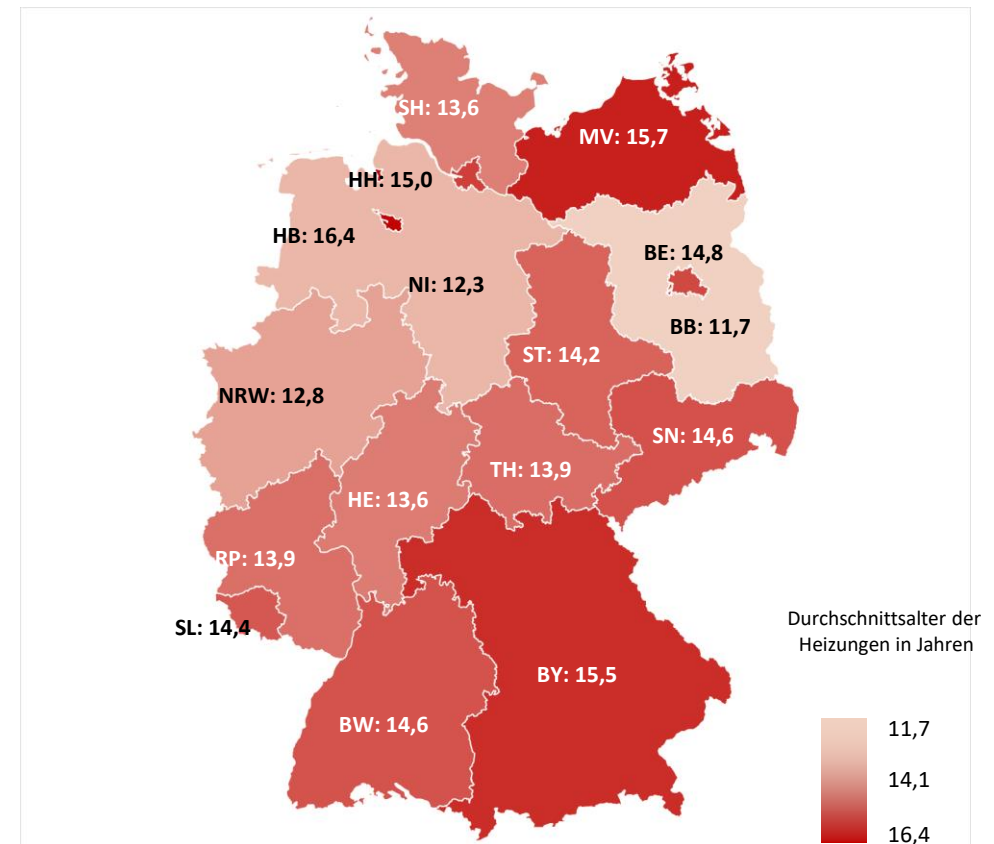 SH: 13,6
MV: 15,7
HH: 15,0
HB: 16,4
BE: 14,8
NI: 12,3
BB: 11,7
ST: 14,2
NRW: 12,8
SN: 14,6
TH: 13,9
HE: 13,6
RP: 13,9
SL: 14,4
Durchschnittsalter der
Heizungen in Jahren
BY: 15,5
BW: 14,6
11,7
14,1
16,4